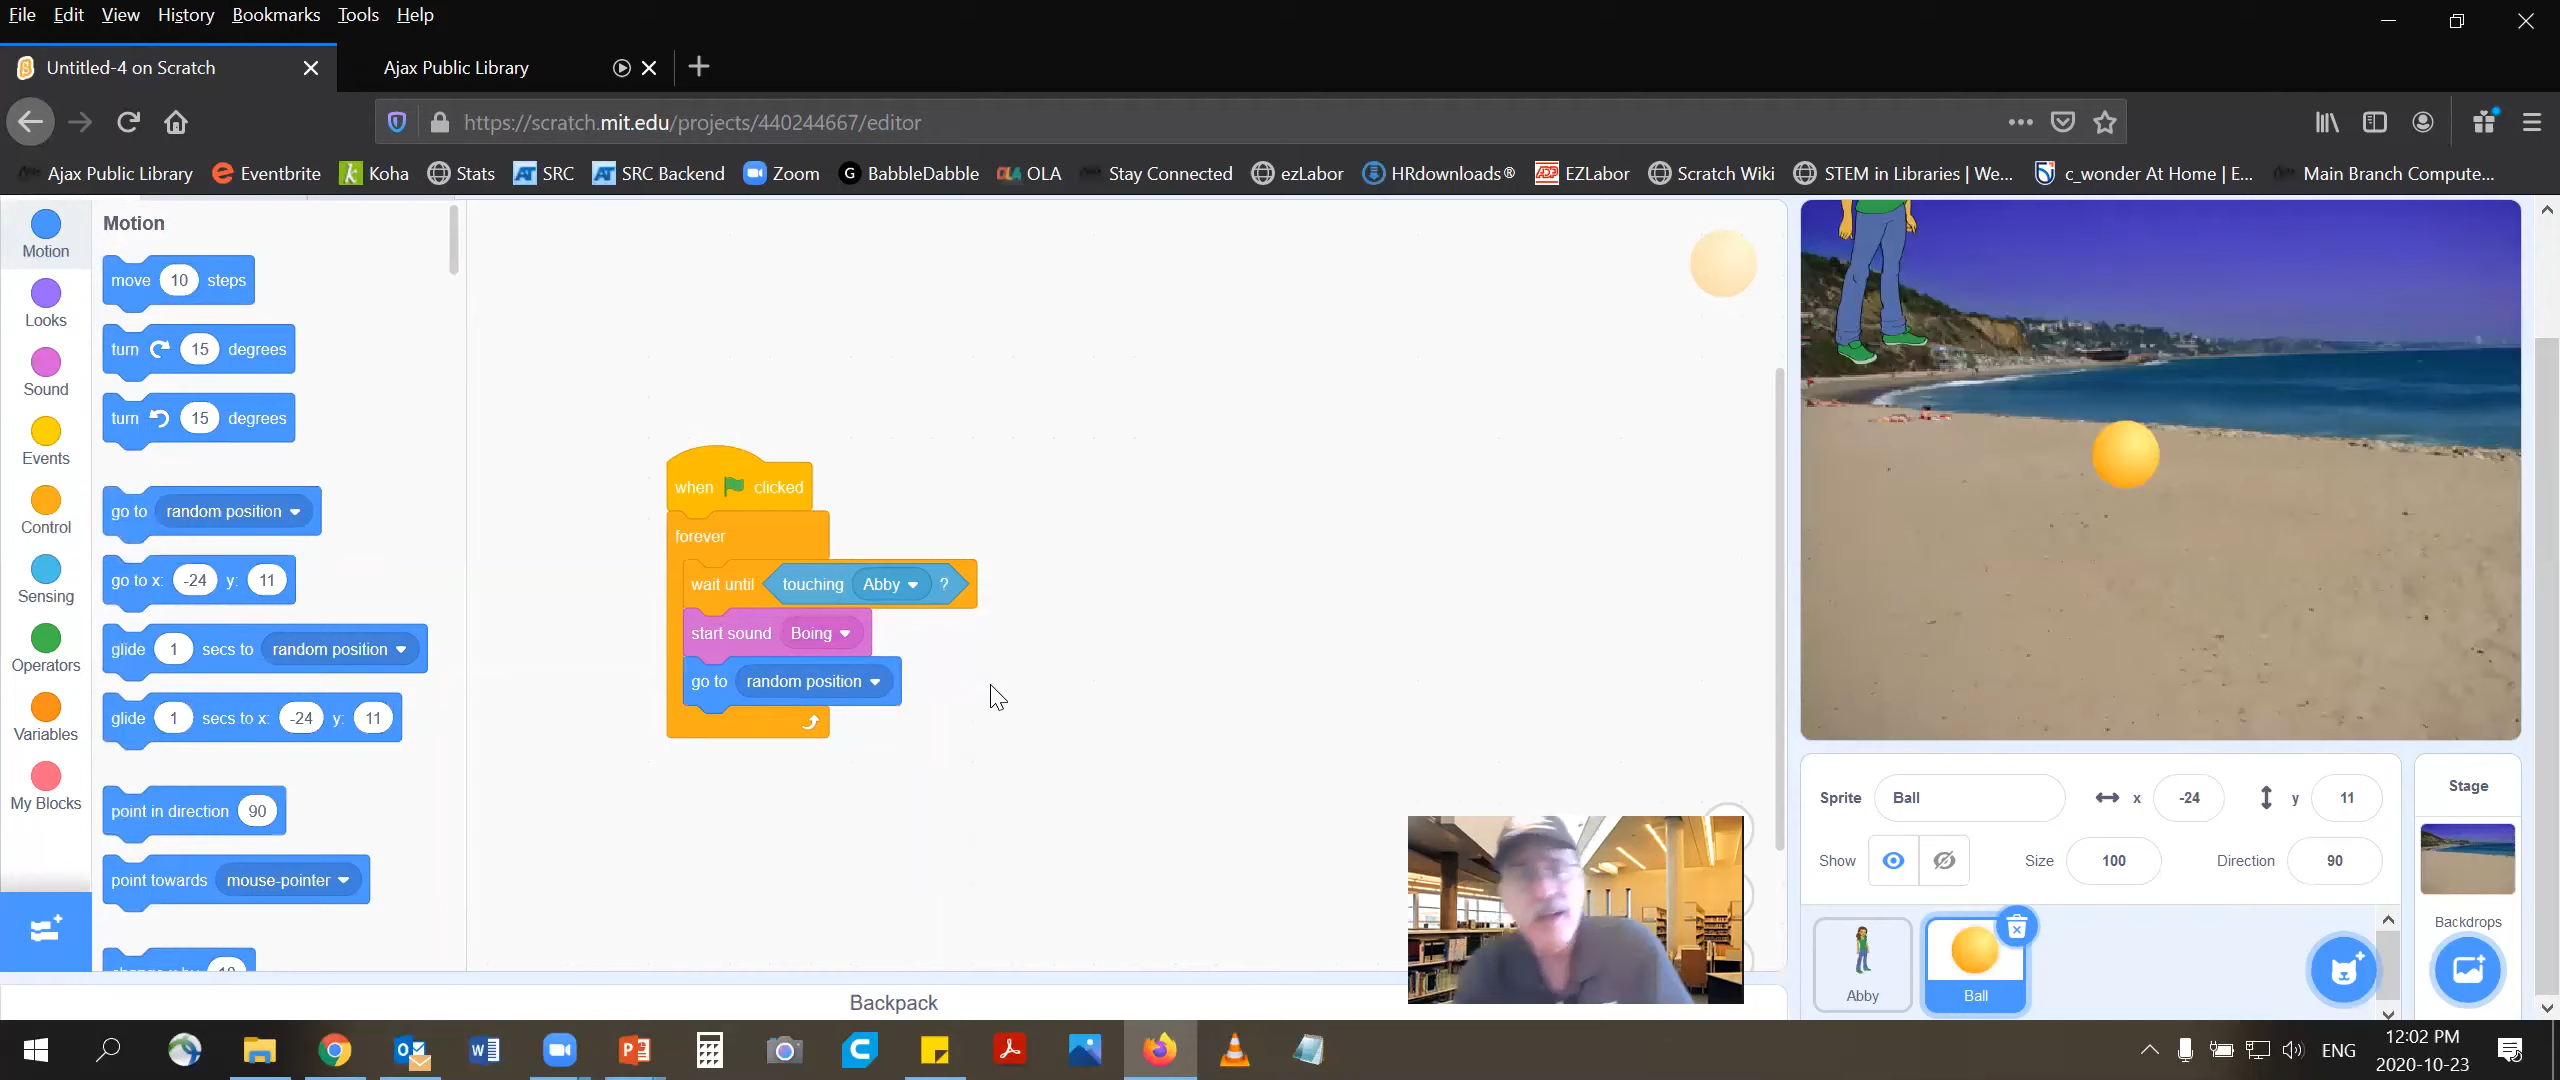 File Edit View History Bookmarks Tools Help
Untitled-4 on Scratch
Ajax Public Library
https://scratch.mit.edu/projects/440244667/editor
Ajax Public Library Eventbrite Koha Stats SRC SRC Backend Zoom BabbleDabble OLA Stay Connected ezLabor HRdownloads® EZLabor Scratch Wiki STEM in Libraries | We... c_wonder At Home | E... Main Branch Compute...
Motion
Looks
Sound
Events
Control
Sensing
Operators
Variables
My Blocks
Motion
move 10 steps
turn 15 degrees
turn 15 degrees
go to random position
go to x: -24 y: 11
glide 1 secs to random position
glide 1 secs to x: -24 y: 11
point in direction 90
point towards mouse-pointer
when clicked
forever
wait until touching Abby ?
start sound Boing
go to random position
Backpack
Sprite Ball x -24 y 11
Show Size 100 Direction 90
Abby
Ball
Stage
Backdrops
ENG
12:02 PM
2020-10-23